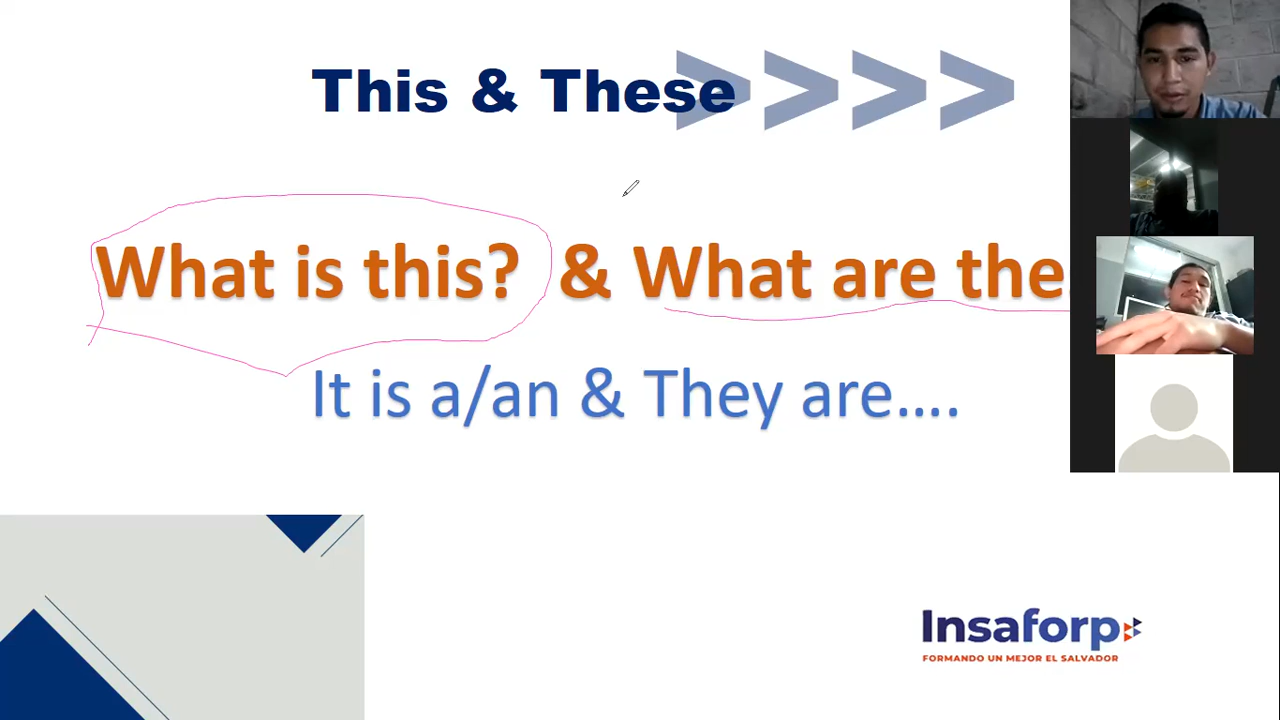 This & These
What is this? & What are the
It is a/an & They are....
Insaforp
FORMANDO UN MEJOR EL SALVADOR